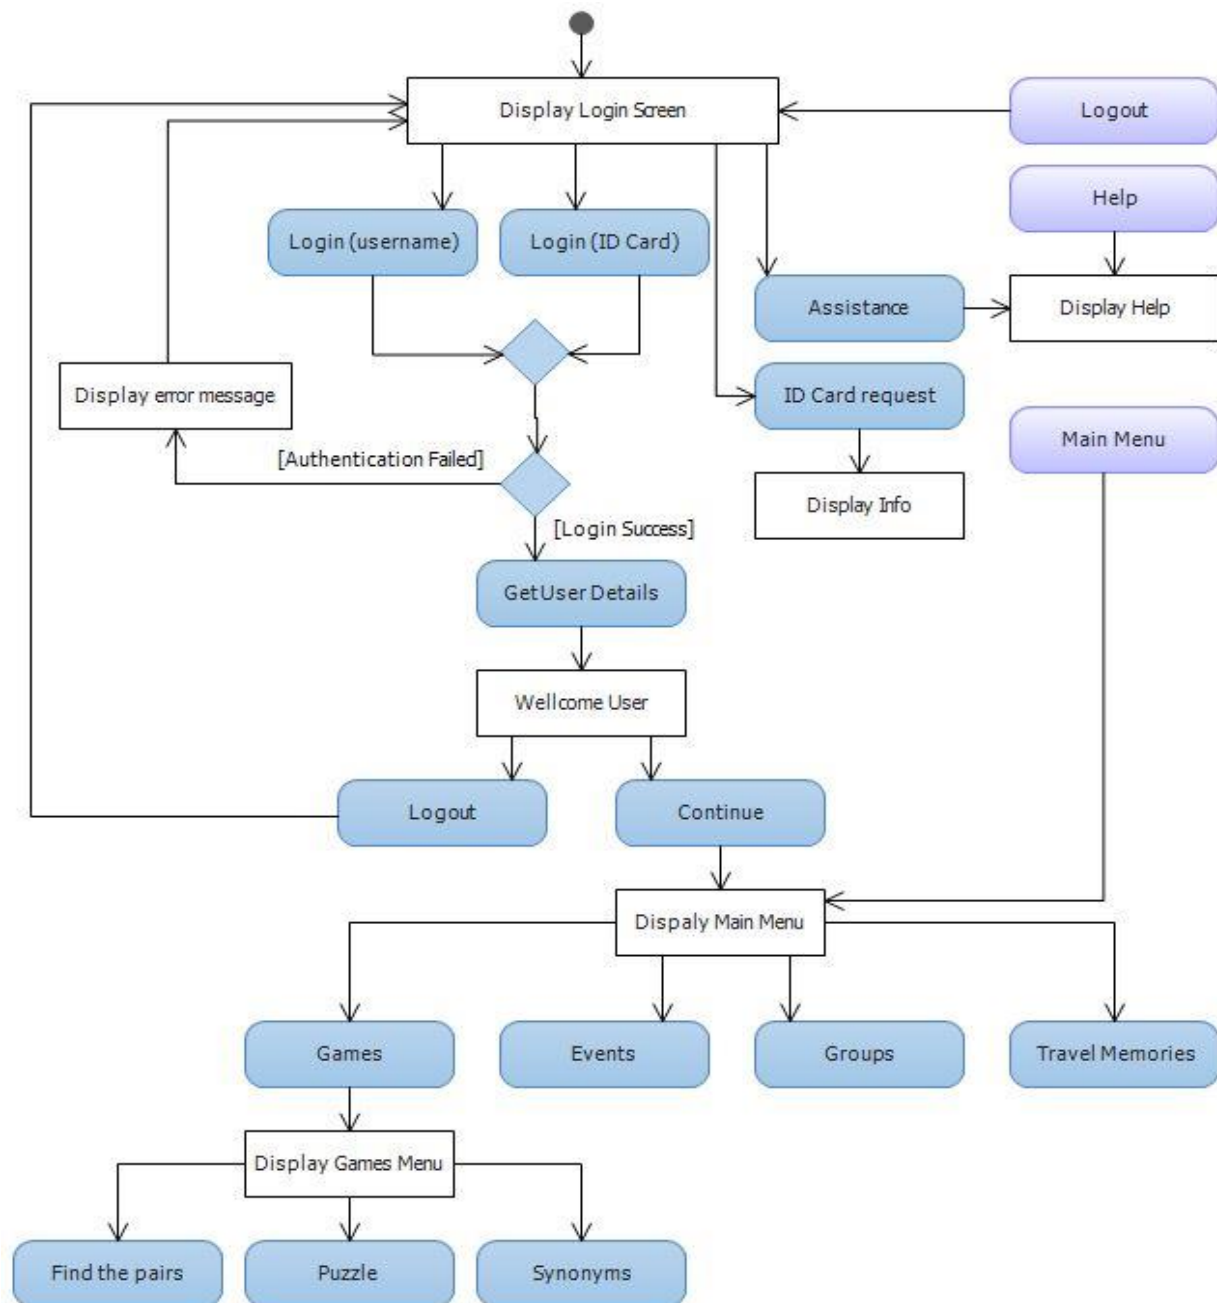 Display Login Screen
Logout
Help
Login (username)
Login (ID Card)
Assistance
Display Help
Display error message
ID Card request
Main Menu
[Authentication Failed]
Display Info
[Login Success]
Get User Details
Wellcome User
Logout
Continue
Dispaly Main Menu
Games
Events
Groups
Travel Memories
Display Games Menu
Find the pairs
Puzzle
Synonyms